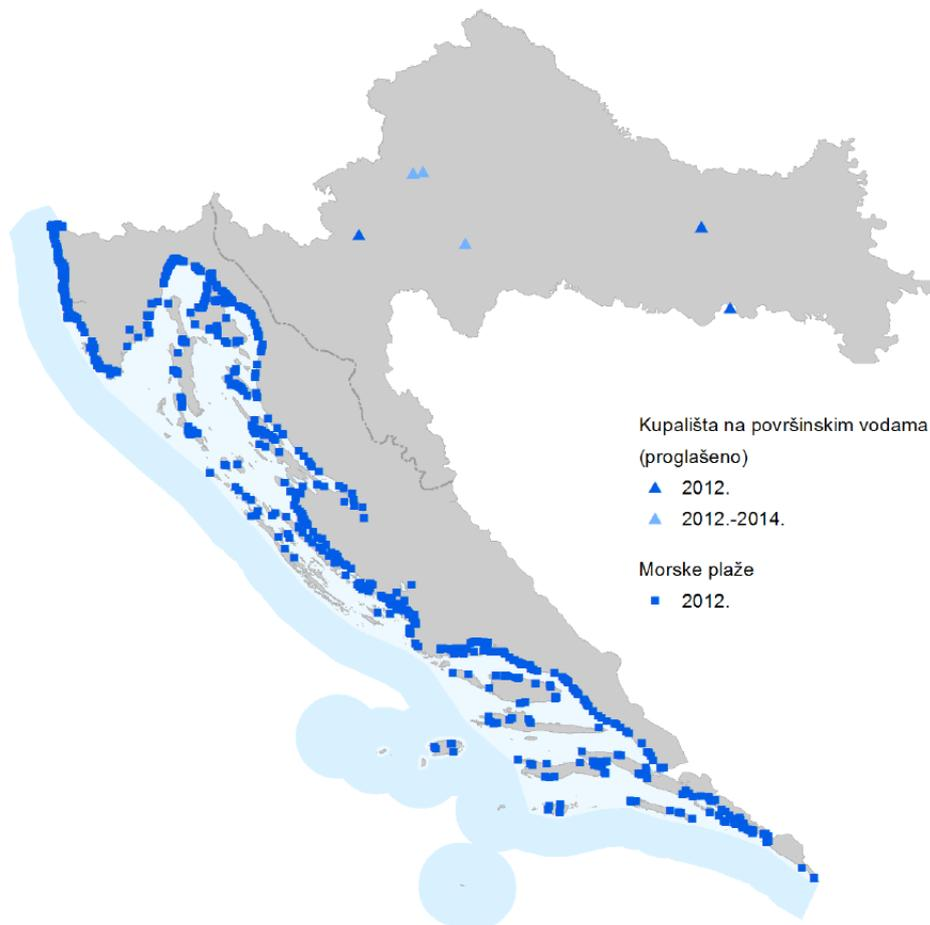 Kupališta na površinskim vodama
(proglašeno)
2012.
2012.-2014.
Morske plaže
2012.